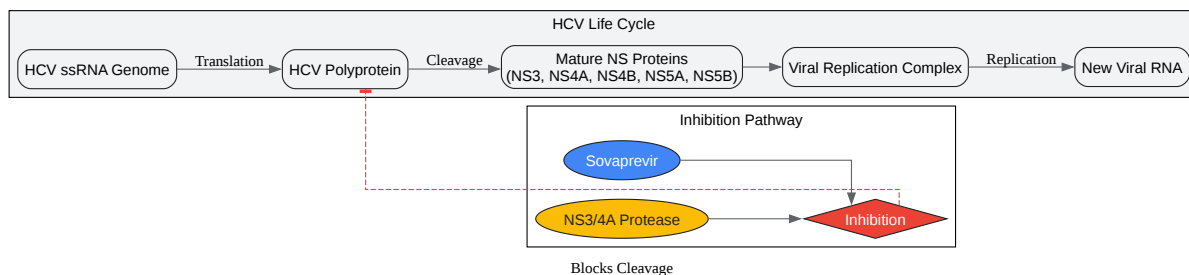 HCV Life Cycle
HCV ssRNA Genome
Translation
HCV Polyprotein
Cleavage
Mature NS Proteins
(NS3, NS4A, NS4B, NS5A, NS5B)
Viral Replication Complex
Replication
New Viral RNA
Inhibition Pathway
Sovaprevir
NS3/4A Protease
Inhibition
Blocks Cleavage